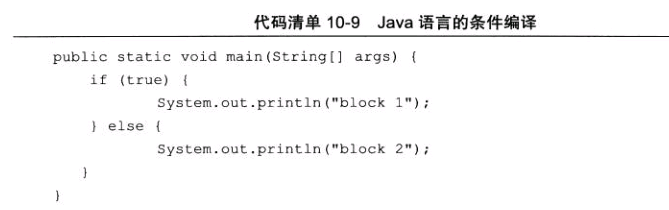 代码清单 10-9 Java 语言的条件编译
public static void main(String[] args) {
if (true) {
System.out.println("block 1");
} else {
System.out.println("block 2");
}
}